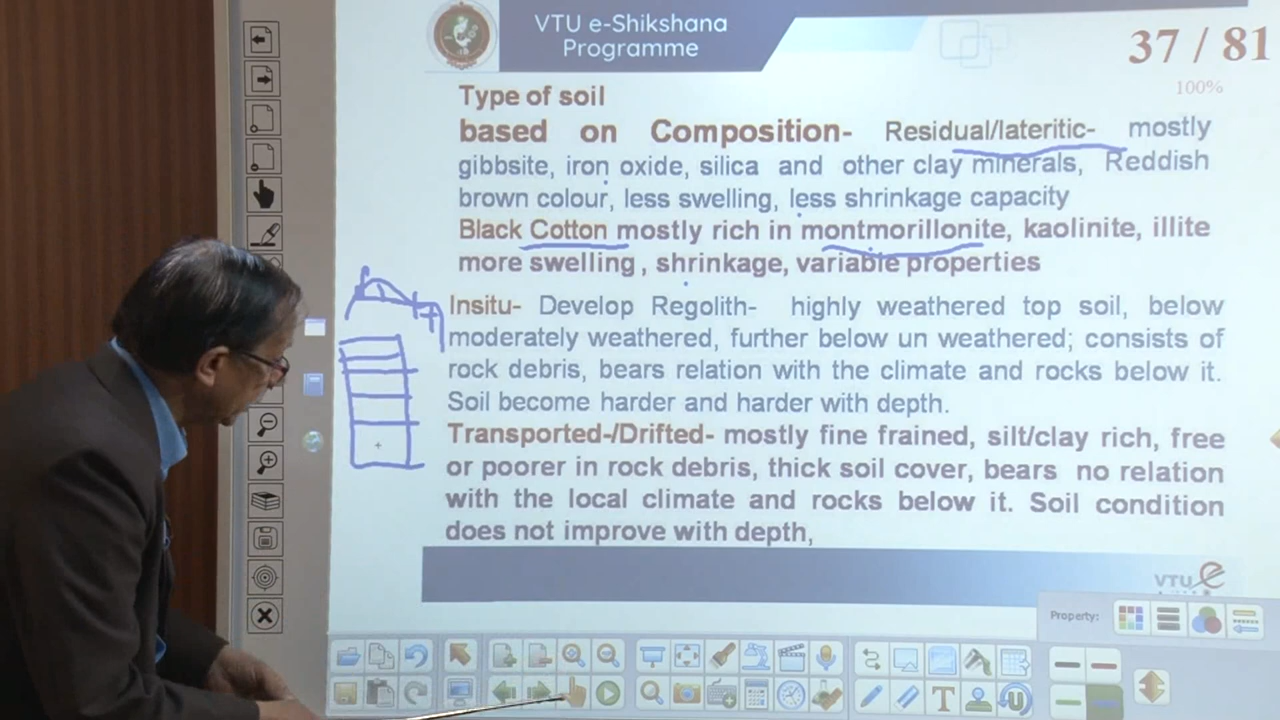 VTU e-Shikshana
Programme
37 / 81
100%
Type of soil
based on Composition- Residual/lateritic- mostly
gibbsite, iron oxide, silica and other clay minerals, Reddish
brown colour, less swelling, less shrinkage capacity
Black Cotton mostly rich in montmorillonite, kaolinite, illite
more swelling , shrinkage, variable properties
Insitu- Develop Regolith- highly weathered top soil, below
moderately weathered, further below un weathered; consists of
rock debris, bears relation with the climate and rocks below it.
Soil become harder and harder with depth.
Transported-/Drifted- mostly fine frained, silt/clay rich, free
or poorer in rock debris, thick soil cover, bears no relation
with the local climate and rocks below it. Soil condition
does not improve with depth,
VTU e
Property: